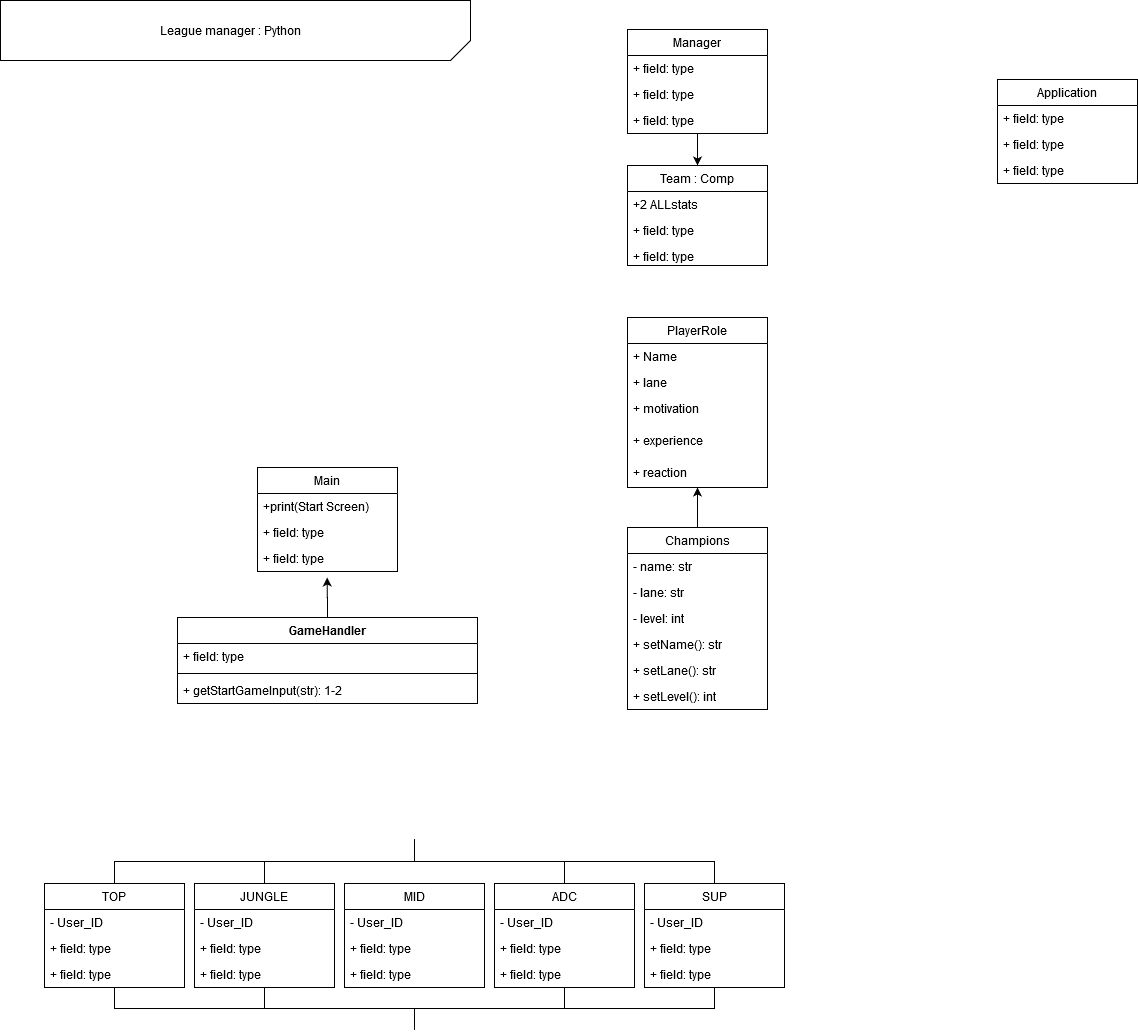 League manager : Python
Manager
+ field: type
+ field: type
+ field: type
Application
+ field: type
+ field: type
+ field: type
Team : Comp
+2 ALLstats
+ field: type
+ field: type
PlayerRole
+ Name
+ lane
+ motivation
+ experience
+ reaction
Main
+print(Start Screen)
+ field: type
+ field: type
Champions
- name: str
- lane: str
- level: int
+ setName(): str
+ setLane(): str
+ setLevel(): int
GameHandler
+ field: type
+ getStartGameInput(str): 1-2
TOP
- User_ID
+ field: type
+ field: type
JUNGLE
- User_ID
+ field: type
+ field: type
MID
- User_ID
+ field: type
+ field: type
ADC
- User_ID
+ field: type
+ field: type
SUP
- User_ID
+ field: type
+ field: type